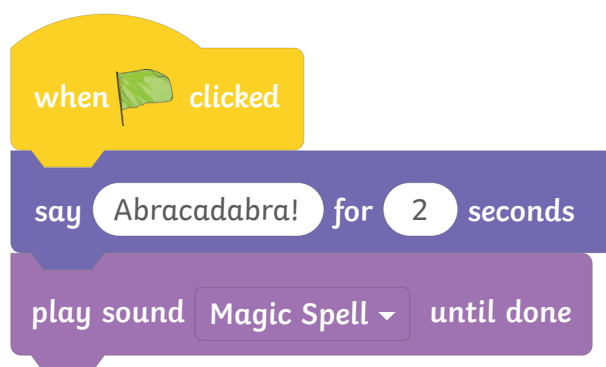 when clicked
say Abracadabra! for 2 seconds
play sound Magic Spell until done